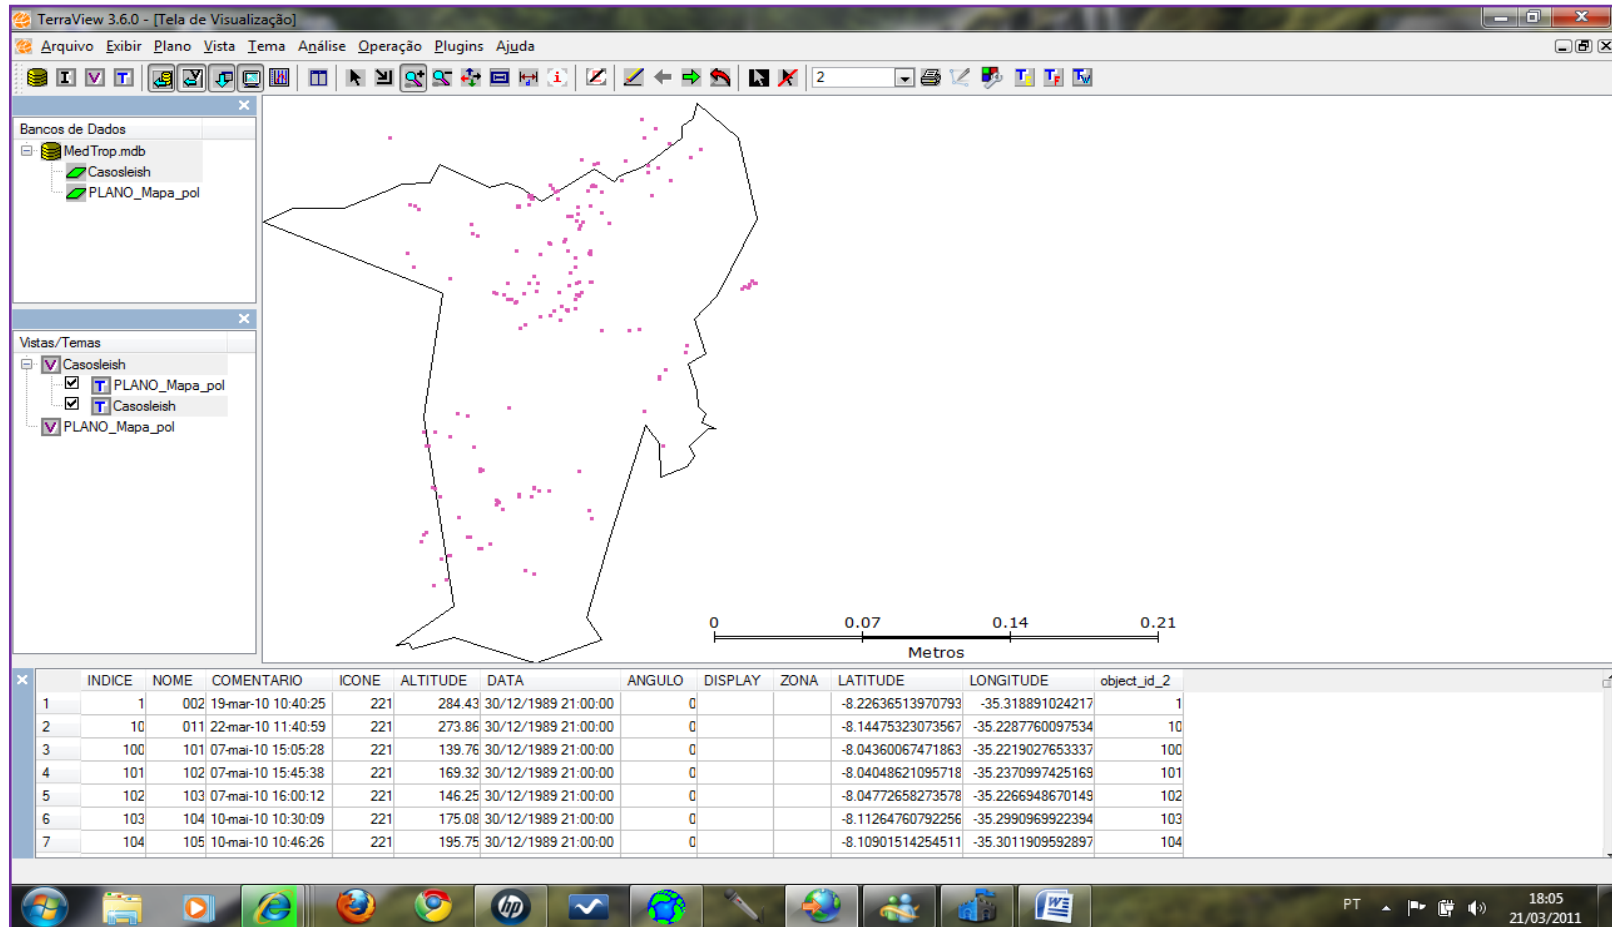 TerraView 3.6.0 - [Tela de Visualização]
Arquivo Exibir Plano Vista Tema Análise Operação Plugins Ajuda
I V T 2
Bancos de Dados
MedTrop.mdb
Casosleish
PLANO_Mapa_pol
Vistas/Temas
V Casosleish
T PLANO_Mapa_pol
T Casosleish
V PLANO_Mapa_pol
0 0.07 0.14 0.21
Metros
INDICE NOME COMENTARIO ICONE ALTITUDE DATA ANGULO DISPLAY ZONA LATITUDE LONGITUDE object_id_2
1 1 002 19-mar-10 10:40:25 221 284.43 30/12/1989 21:00:00 0 -8.22636513970793 -35.318891024217 1
2 10 011 22-mar-10 11:40:59 221 273.86 30/12/1989 21:00:00 0 -8.14475323073567 -35.2287760097534 10
3 100 101 07-mai-10 15:05:28 221 139.76 30/12/1989 21:00:00 0 -8.04360067471863 -35.2219027653337 100
4 101 102 07-mai-10 15:45:38 221 169.32 30/12/1989 21:00:00 0 -8.04048621095718 -35.2370997425169 101
5 102 103 07-mai-10 16:00:12 221 146.25 30/12/1989 21:00:00 0 -8.04772658273578 -35.2266948670149 102
6 103 104 10-mai-10 10:30:09 221 175.08 30/12/1989 21:00:00 0 -8.11264760792256 -35.2990969922394 103
7 104 105 10-mai-10 10:46:26 221 195.75 30/12/1989 21:00:00 0 -8.10901514254511 -35.3011909592897 104
hp W PT 18:05
21/03/2011